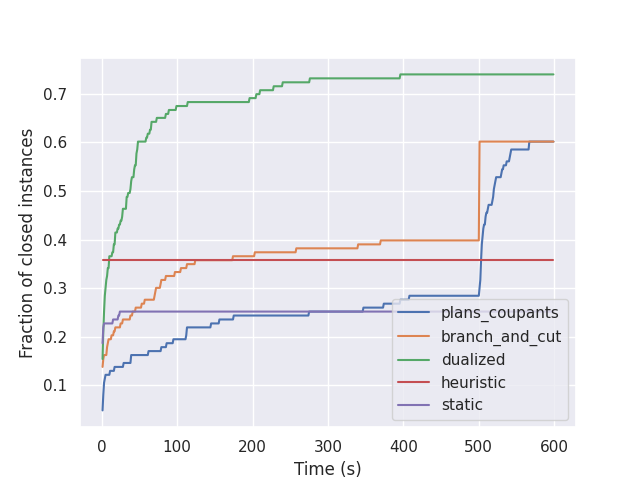 0.7
0.6
0.5
0.4
0.3
0.2
0.1
Fraction of closed instances
0 100 200 300 400 500 600
Time (s)
plans_coupants
branch_and_cut
dualized
heuristic
static